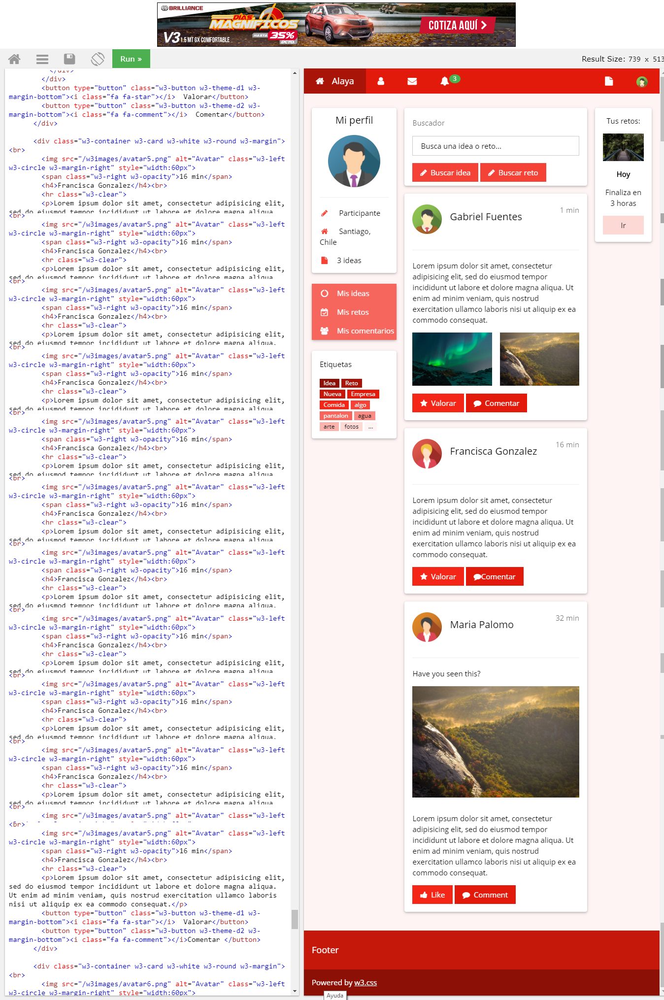 BRILLIANCE
DÍAS
MAGNÍFICOS
V3 1.5 MT GX COMFORTABLE
HASTA 35% DCTO.
COTIZA AQUÍ
Run »
Result Size: 739 x 513
</div>
</div>
<button type="button" class="w3-button w3-theme-d1 w3-
margin-bottom"><i class="fa fa-star"></i>  Valorar</button>
<button type="button" class="w3-button w3-theme-d2 w3-
margin-bottom"><i class="fa fa-comment"></i>  Comentar</button>
</div>
<div class="w3-container w3-card w3-white w3-round w3-margin">
<br>
<img src="/w3images/avatar5.png" alt="Avatar" class="w3-left
w3-circle w3-margin-right" style="width:60px">
<span class="w3-right w3-opacity">16 min</span>
<h4>Francisca Gonzalez</h4><br>
<hr class="w3-clear">
<p>Lorem ipsum dolor sit amet, consectetur adipisicing elit,
sed do eiusmod tempor incididunt ut labore et dolore magna aliqua.
<br>
<img src="/w3images/avatar5.png" alt="Avatar" class="w3-left
w3-circle w3-margin-right" style="width:60px">
<span class="w3-right w3-opacity">16 min</span>
<h4>Francisca Gonzalez</h4><br>
<hr class="w3-clear">
<p>Lorem ipsum dolor sit amet, consectetur adipisicing elit,
sed do eiusmod tempor incididunt ut labore et dolore magna aliqua.
<br>
<img src="/w3images/avatar5.png" alt="Avatar" class="w3-left
w3-circle w3-margin-right" style="width:60px">
<span class="w3-right w3-opacity">16 min</span>
<h4>Francisca Gonzalez</h4><br>
<hr class="w3-clear">
<p>Lorem ipsum dolor sit amet, consectetur adipisicing elit,
sed do eiusmod tempor incididunt ut labore et dolore magna aliqua.
<br>
<img src="/w3images/avatar5.png" alt="Avatar" class="w3-left
w3-circle w3-margin-right" style="width:60px">
<span class="w3-right w3-opacity">16 min</span>
<h4>Francisca Gonzalez</h4><br>
<hr class="w3-clear">
<p>Lorem ipsum dolor sit amet, consectetur adipisicing elit,
sed do eiusmod tempor incididunt ut labore et dolore magna aliqua.
<br>
<img src="/w3images/avatar5.png" alt="Avatar" class="w3-left
w3-circle w3-margin-right" style="width:60px">
<span class="w3-right w3-opacity">16 min</span>
<h4>Francisca Gonzalez</h4><br>
<hr class="w3-clear">
<p>Lorem ipsum dolor sit amet, consectetur adipisicing elit,
sed do eiusmod tempor incididunt ut labore et dolore magna aliqua.
<br>
<img src="/w3images/avatar5.png" alt="Avatar" class="w3-left
w3-circle w3-margin-right" style="width:60px">
<span class="w3-right w3-opacity">16 min</span>
<h4>Francisca Gonzalez</h4><br>
<hr class="w3-clear">
<p>Lorem ipsum dolor sit amet, consectetur adipisicing elit,
sed do eiusmod tempor incididunt ut labore et dolore magna aliqua.
<br>
<img src="/w3images/avatar5.png" alt="Avatar" class="w3-left
w3-circle w3-margin-right" style="width:60px">
<span class="w3-right w3-opacity">16 min</span>
<h4>Francisca Gonzalez</h4><br>
<hr class="w3-clear">
<p>Lorem ipsum dolor sit amet, consectetur adipisicing elit,
sed do eiusmod tempor incididunt ut labore et dolore magna aliqua.
<br>
<img src="/w3images/avatar5.png" alt="Avatar" class="w3-left
w3-circle w3-margin-right" style="width:60px">
<span class="w3-right w3-opacity">16 min</span>
<h4>Francisca Gonzalez</h4><br>
<hr class="w3-clear">
<p>Lorem ipsum dolor sit amet, consectetur adipisicing elit,
sed do eiusmod tempor incididunt ut labore et dolore magna aliqua.
<br>
<img src="/w3images/avatar5.png" alt="Avatar" class="w3-left
w3-circle w3-margin-right" style="width:60px">
<span class="w3-right w3-opacity">16 min</span>
<h4>Francisca Gonzalez</h4><br>
<hr class="w3-clear">
<p>Lorem ipsum dolor sit amet, consectetur adipisicing elit,
sed do eiusmod tempor incididunt ut labore et dolore magna aliqua.
<br>
<img src="/w3images/avatar5.png" alt="Avatar" class="w3-left
w3-circle w3-margin-right" style="width:60px">
<span class="w3-right w3-opacity">16 min</span>
<h4>Francisca Gonzalez</h4><br>
<hr class="w3-clear">
<p>Lorem ipsum dolor sit amet, consectetur adipisicing elit,
sed do eiusmod tempor incididunt ut labore et dolore magna aliqua.
<br>
<img src="/w3images/avatar5.png" alt="Avatar" class="w3-left
<br>
<img src="/w3images/avatar5.png" alt="Avatar" class="w3-left
w3-circle w3-margin-right" style="width:60px">
<span class="w3-right w3-opacity">16 min</span>
<h4>Francisca Gonzalez</h4><br>
<hr class="w3-clear">
<p>Lorem ipsum dolor sit amet, consectetur adipisicing elit,
sed do eiusmod tempor incididunt ut labore et dolore magna aliqua.
Ut enim ad minim veniam, quis nostrud exercitation ullamco laboris
nisi ut aliquip ex ea commodo consequat.</p>
<button type="button" class="w3-button w3-theme-d1 w3-
margin-bottom"><i class="fa fa-star"></i>  Valorar</button>
<button type="button" class="w3-button w3-theme-d2 w3-
margin-bottom"><i class="fa fa-comment"></i>Comentar </button>
</div>
<div class="w3-container w3-card w3-white w3-round w3-margin">
<br>
<img src="/w3images/avatar6.png" alt="Avatar" class="w3-left
w3-circle w3-margin-right" style="width:60px">
Alaya
3
Mi perfil
Participante
Santiago,
Chile
3 ideas
Mis ideas
Mis retos
Mis comentarios
Etiquetas
Idea Reto
Nueva Empresa
Comida algo
pantalon agua
arte fotos ...
Buscador
Busca una idea o reto...
Buscar idea
Buscar reto
Gabriel Fuentes
1 min
Lorem ipsum dolor sit amet, consectetur
adipisicing elit, sed do eiusmod tempor
incididunt ut labore et dolore magna aliqua. Ut
enim ad minim veniam, quis nostrud
exercitation ullamco laboris nisi ut aliquip ex ea
commodo consequat.
Valorar
Comentar
Francisca Gonzalez
16 min
Lorem ipsum dolor sit amet, consectetur
adipisicing elit, sed do eiusmod tempor
incididunt ut labore et dolore magna aliqua. Ut
enim ad minim veniam, quis nostrud
exercitation ullamco laboris nisi ut aliquip ex ea
commodo consequat.
Valorar
Comentar
Maria Palomo
32 min
Have you seen this?
Lorem ipsum dolor sit amet, consectetur
adipisicing elit, sed do eiusmod tempor
incididunt ut labore et dolore magna aliqua. Ut
enim ad minim veniam, quis nostrud
exercitation ullamco laboris nisi ut aliquip ex ea
commodo consequat.
Like
Comment
Tus retos:
Hoy
Finaliza en
3 horas
Ir
Footer
Powered by w3.css
Ayuda